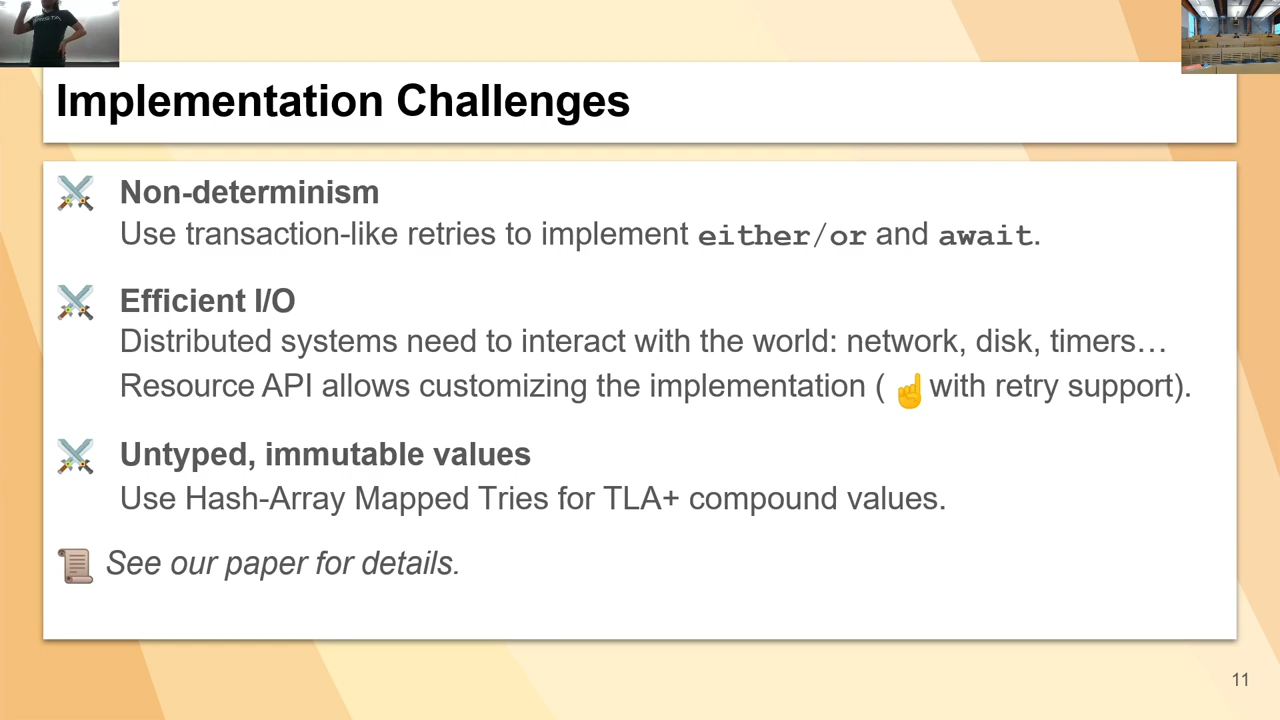 Implementation Challenges
Non-determinism
Use transaction-like retries to implement either/or and await.
Efficient I/O
Distributed systems need to interact with the world: network, disk, timers…
Resource API allows customizing the implementation ( ☝️with retry support).
Untyped, immutable values
Use Hash-Array Mapped Tries for TLA+ compound values.
See our paper for details.
11